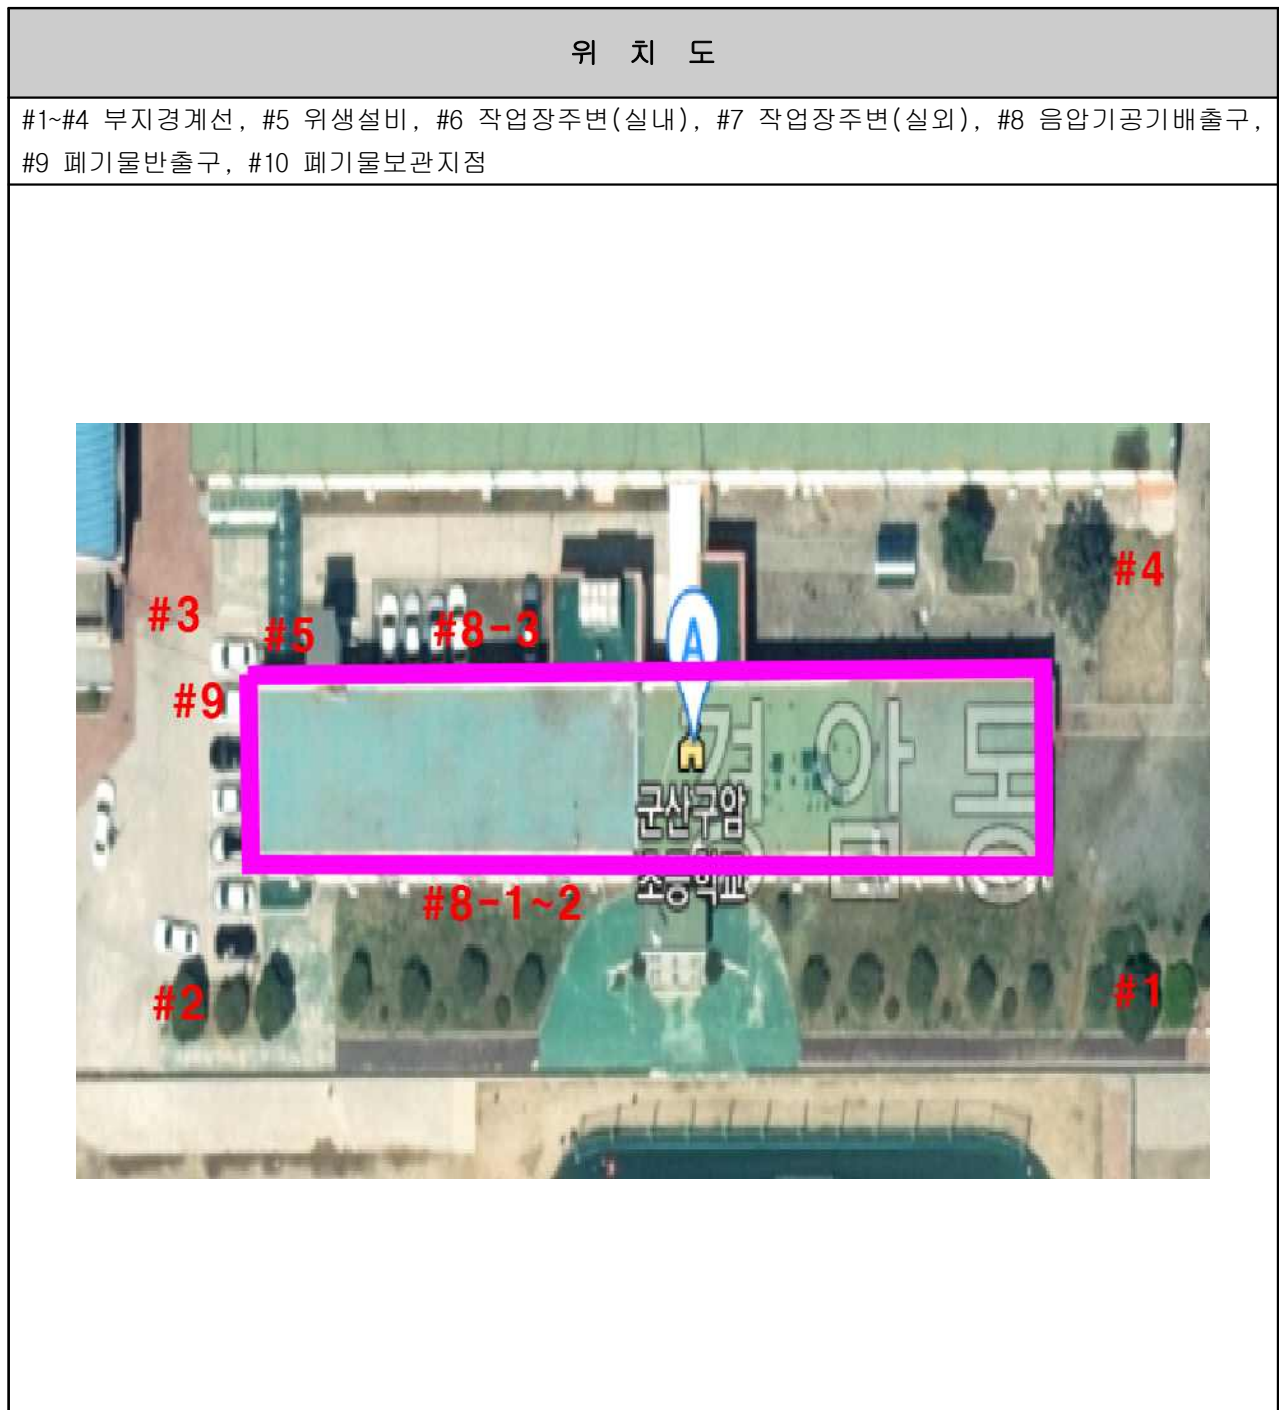 위 치 도
#1~#4 부지경계선, #5 위생설비, #6 작업장주변(실내), #7 작업장주변(실외), #8 음압기공기배출구,
#9 폐기물반출구, #10 폐기물보관지점
#4
#3
#5
#8-3
A
#9
경암동
군산구암
초등학교
#8-1~2
#2
#1